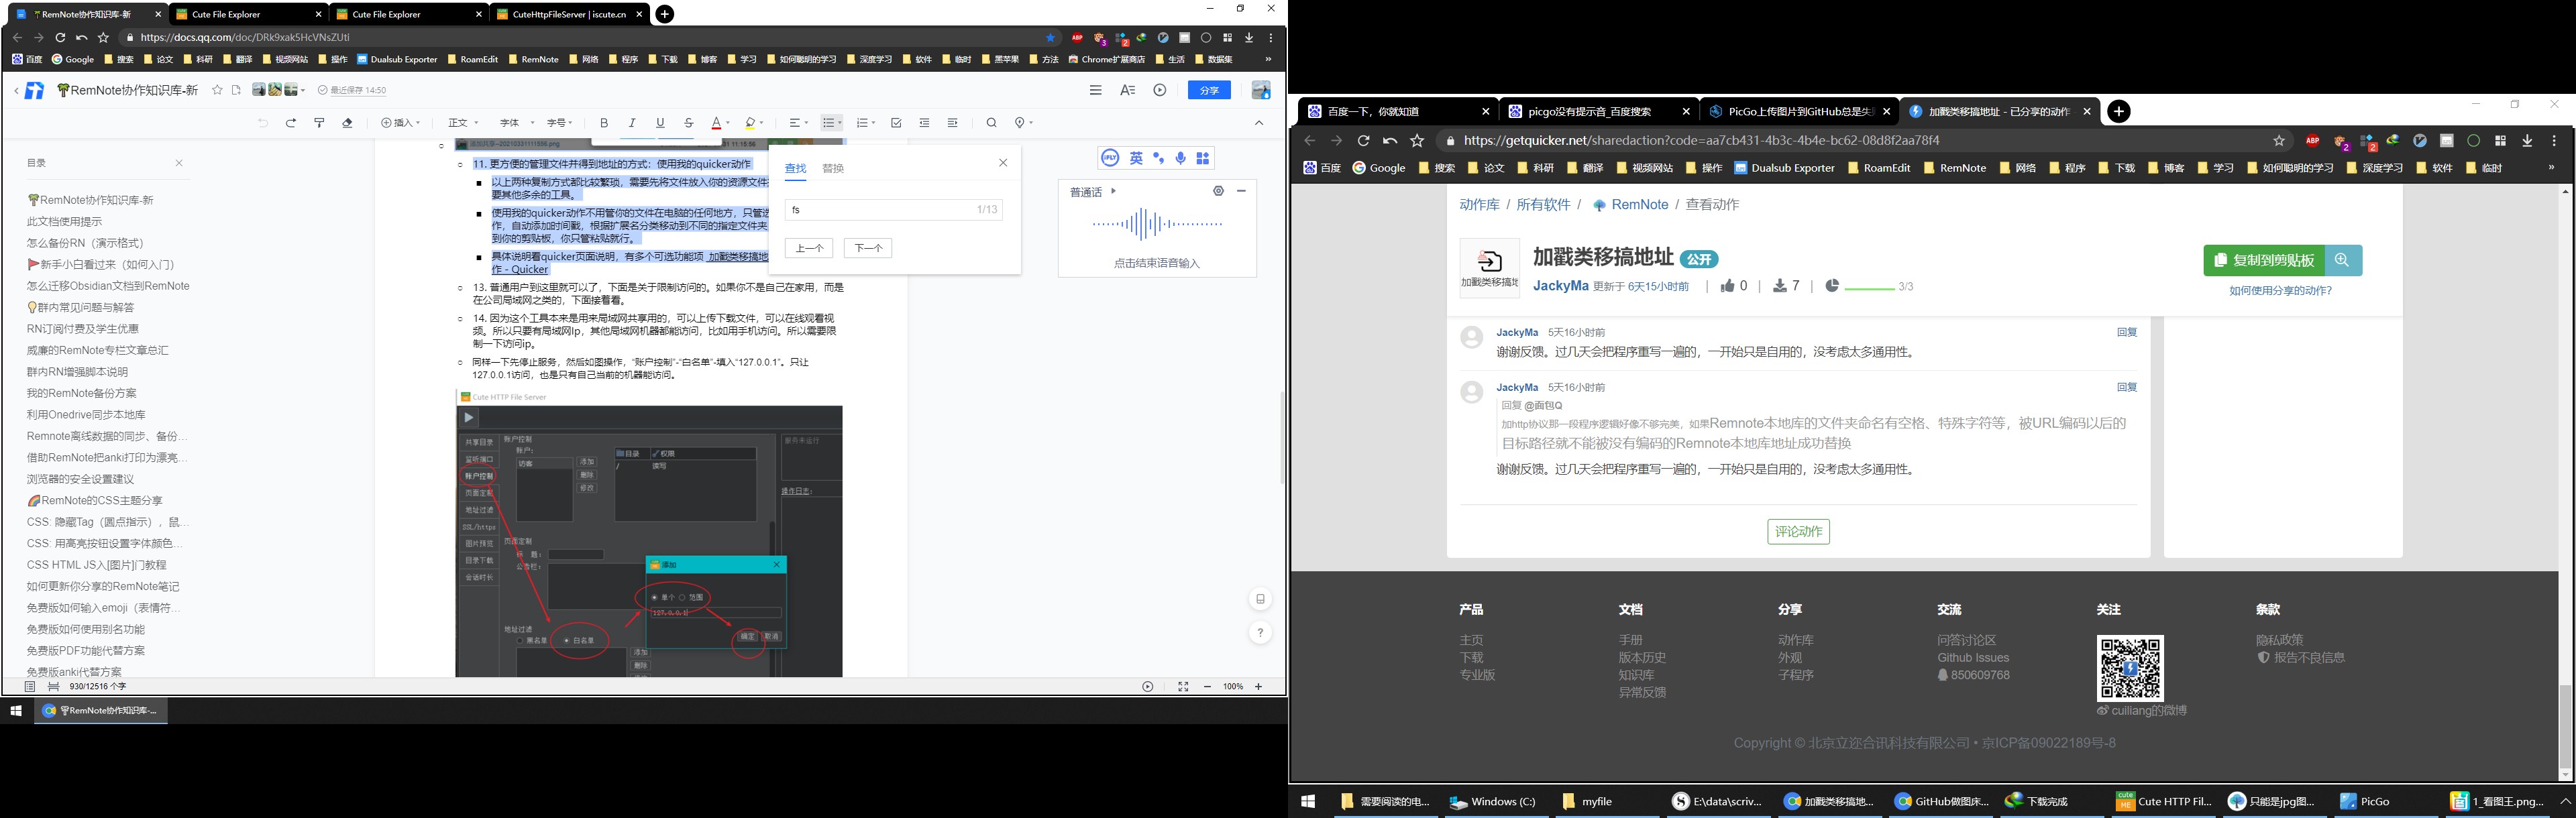 🌴RemNote协作知识库-新
Cute File Explorer
Cute File Explorer
CuteHttpFileServer | iscute.cn
https://docs.qq.com/doc/DRk9xak5HcVNsZUti
百度 Google 搜索 论文 科研 翻译 视频网站 操作 Dualsub Exporter RoamEdit RemNote 网络 程序 下载 博客 学习 如何聪明的学习 深度学习 软件 临时 黑苹果 方法 Chrome扩展商店 生活 数据集 »
🌴RemNote协作知识库-新
最近保存 14:50
分享
插入 正文 字体 字号 B I U S A
目录
🌴RemNote协作知识库-新
此文档使用提示
怎么备份RN（演示格式）
🚩新手小白看过来（如何入门）
怎么迁移Obsidian文档到RemNote
💡群内常见问题与解答
RN订阅付费及学生优惠
威廉的RemNote专栏文章总汇
群内RN增强脚本说明
我的RemNote备份方案
利用Onedrive同步本地库
Remnote离线数据的同步、备份...
借助RemNote把anki打印为漂亮...
浏览器的安全设置建议
🌈RemNote的CSS主题分享
CSS: 隐藏Tag（圆点指示），鼠...
CSS: 用高亮按钮设置字体颜色...
CSS HTML JS入[图片]门教程
如何更新你分享的RemNote笔记
免费版如何输入emoji（表情符...
免费版如何使用别名功能
免费版PDF功能代替方案
免费版anki代替方案
11. 更方便的管理文件并得到地址的方式：使用我的quicker动作
以上两种复制方式都比较繁琐，需要先将文件放入你的资源文件
要其他多余的工具。
使用我的quicker动作不用管你的文件在电脑的任何地方，只管选
作，自动添加时间戳，根据扩展名分类移动到不同的指定文件夹
到你的剪贴板，你只管粘贴就行。
具体说明看quicker页面说明，有多个可选功能项 加戳类移搞地
作 - Quicker
13. 普通用户到这里就可以了，下面是关于限制访问的。如果你不是自己在家用，而是
在公司局域网之类的，下面接着看。
14. 因为这个工具本来是用来局域网共享用的，可以上传下载文件，可以在线观看视
频。所以只要有局域网Ip，其他局域网机器都能访问，比如用手机访问。所以需要限
制一下访问ip。
同样一下先停止服务，然后如图操作，“账户控制”-“白名单”-填入“127.0.0.1”。只让
127.0.0.1访问，也是只有自己当前的机器能访问。
查找 替换
fs 1/13
上一个 下一个
iFLY 英
普通话
点击结束语音输入
Cute HTTP File Server
共享目录
监听端口
账户控制
页面定制
地址过滤
SSL/https
图片预览
目录下载
会话时长
账户控制
账户：
访客
添加
删除
修改
目录 权限
/ 读写
服务未运行
操作日志：
页面定制
标 题：
公告栏：
添加
单个 范围
127.0.0.1
确定 取消
地址过滤
黑名单 白名单
添加
删除
930/12516 个字
100%
🌴RemNote协作知识库-...
百度一下，你就知道
picgo没有提示音_百度搜索
PicGo上传图片到GitHub总是失
加戳类移搞地址 - 已分享的动作
https://getquicker.net/sharedaction?code=aa7cb431-4b3c-4b4e-bc62-08d8f2aa78f4
百度 Google 搜索 论文 科研 翻译 视频网站 操作 Dualsub Exporter RoamEdit RemNote 网络 程序 下载 博客 学习 如何聪明的学习 深度学习 软件 临时 »
动作库 / 所有软件 / RemNote / 查看动作
加戳类移搞地
加戳类移搞地址 公开
JackyMa 更新于 6天15小时前 | 0 | 7 | 3/3
复制到剪贴板
如何使用分享的动作?
JackyMa 5天16小时前 回复
谢谢反馈。过几天会把程序重写一遍的，一开始只是自用的，没考虑太多通用性。
JackyMa 5天16小时前 回复
回复 @面包Q
加http协议那一段程序逻辑好像不够完美，如果Remnote本地库的文件夹命名有空格、特殊字符等，被URL编码以后的
目标路径就不能被没有编码的Remnote本地库地址成功替换
谢谢反馈。过几天会把程序重写一遍的，一开始只是自用的，没考虑太多通用性。
评论动作
产品
主页
下载
专业版
文档
手册
版本历史
知识库
异常反馈
分享
动作库
外观
子程序
交流
问答讨论区
Github Issues
850609768
关注
cuiliang的微博
条款
隐私政策
报告不良信息
Copyright © 北京立迩合讯科技有限公司 • 京ICP备09022189号-8
需要阅读的电... Windows (C:) myfile E:\data\scriv... 加戳类移搞地... GitHub做图床... 下载完成 Cute HTTP Fil... 只能是jpg图... PicGo 1_看图王.png...